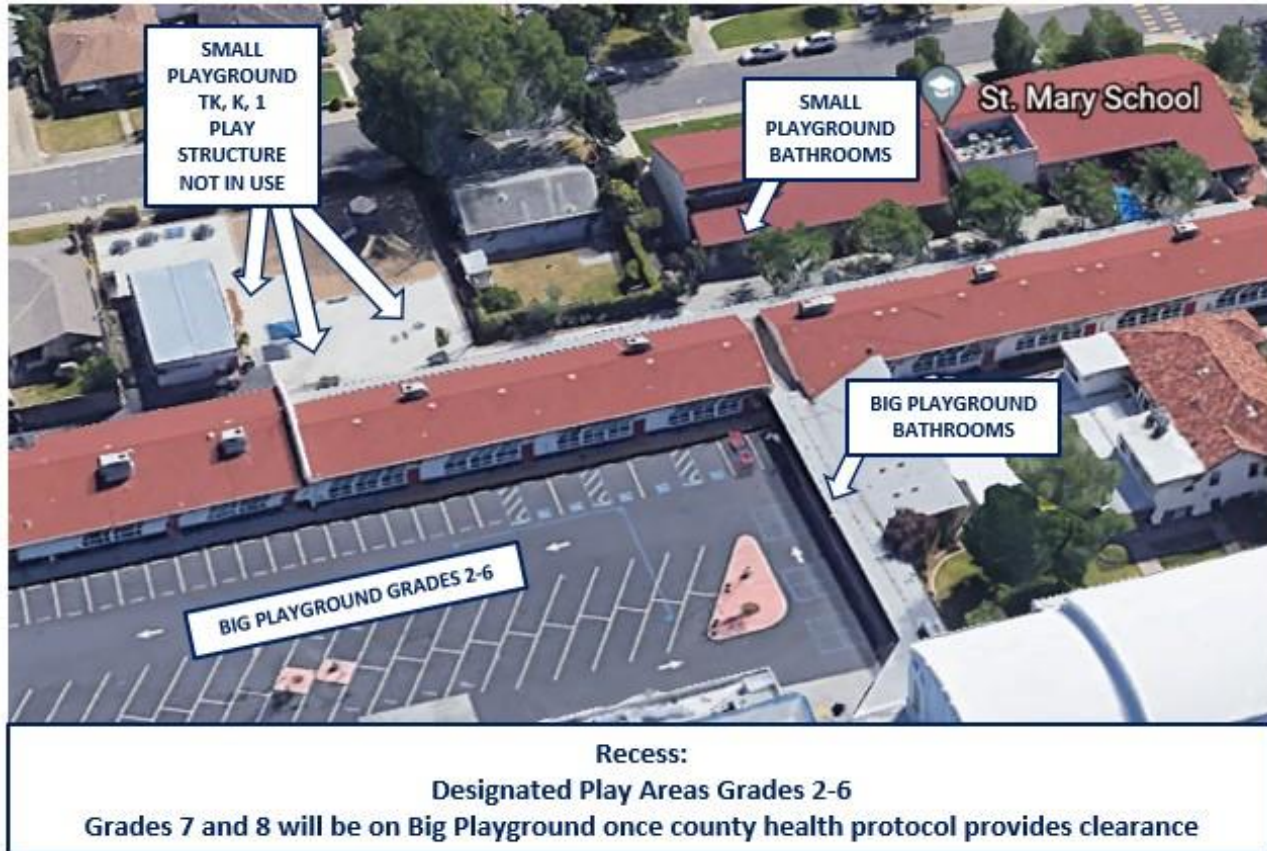 SMALL
PLAYGROUND
TK, K, 1
PLAY
STRUCTURE
NOT IN USE
SMALL
PLAYGROUND
BATHROOMS
St. Mary School
BIG PLAYGROUND
BATHROOMS
BIG PLAYGROUND GRADES 2-6
Recess:
Designated Play Areas Grades 2-6
Grades 7 and 8 will be on Big Playground once county health protocol provides clearance